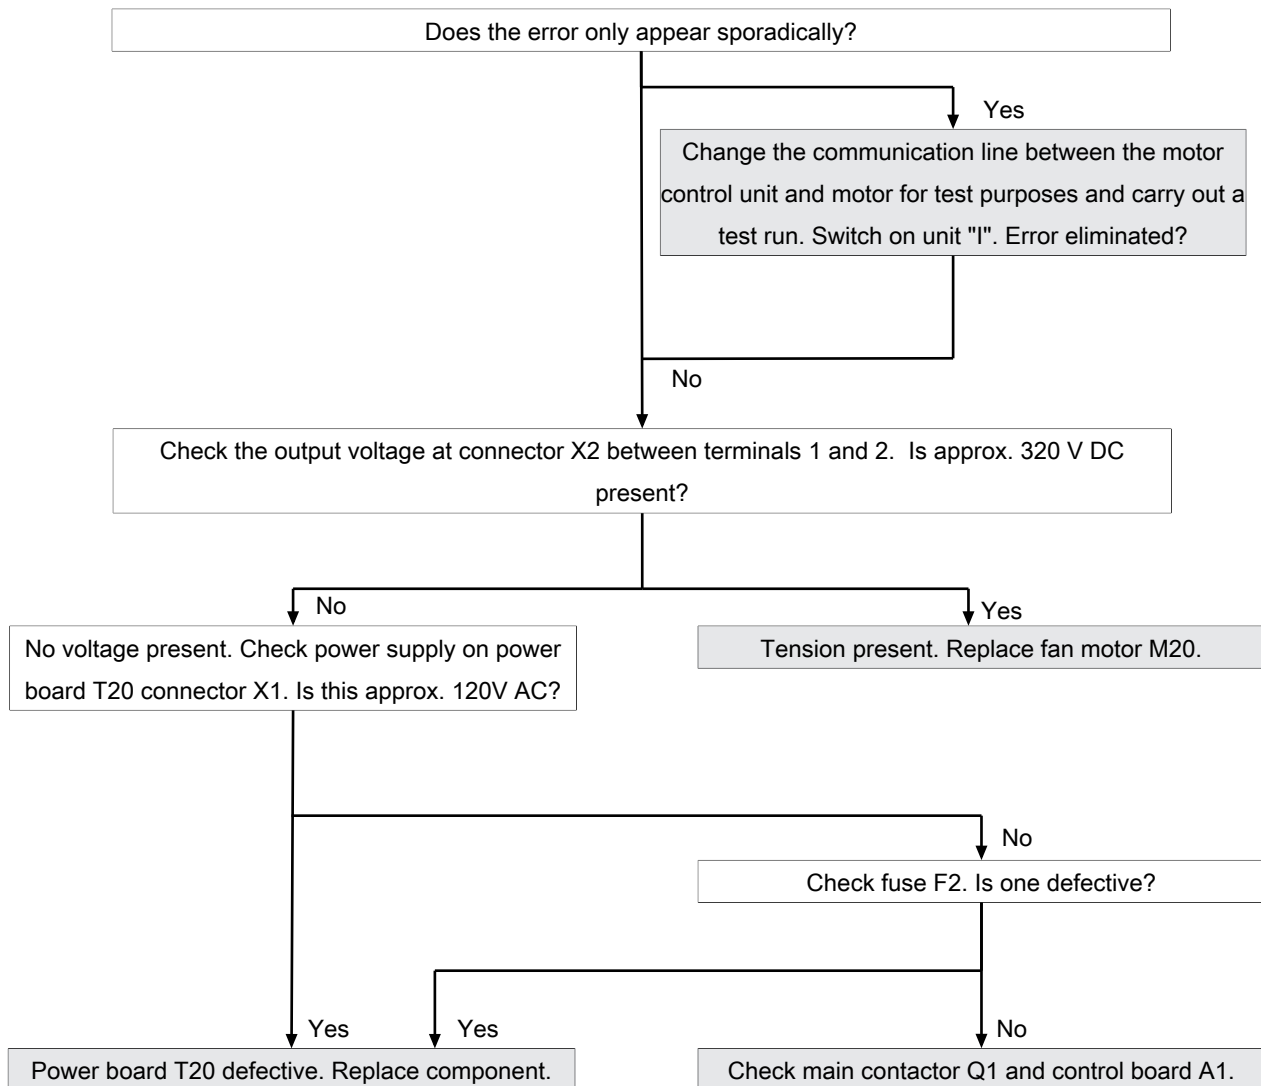 Does the error only appear sporadically?
Yes
Change the communication line between the motor
control unit and motor for test purposes and carry out a
test run. Switch on unit "I". Error eliminated?
No
Check the output voltage at connector X2 between terminals 1 and 2. Is approx. 320 V DC
present?
No
Yes
No voltage present. Check power supply on power
board T20 connector X1. Is this approx. 120V AC?
Tension present. Replace fan motor M20.
No
Check fuse F2. Is one defective?
Yes
Yes
No
Power board T20 defective. Replace component.
Check main contactor Q1 and control board A1.